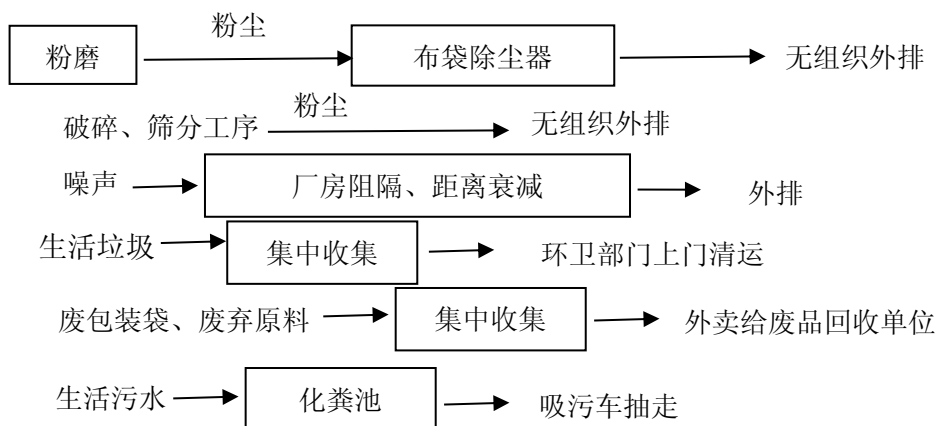 粉磨 粉尘 布袋除尘器 无组织外排
破碎、筛分工序 粉尘 无组织外排
噪声 厂房阻隔、距离衰减 外排
生活垃圾 集中收集 环卫部门上门清运
废包装袋、废弃原料 集中收集 外卖给废品回收单位
生活污水 化粪池 吸污车抽走